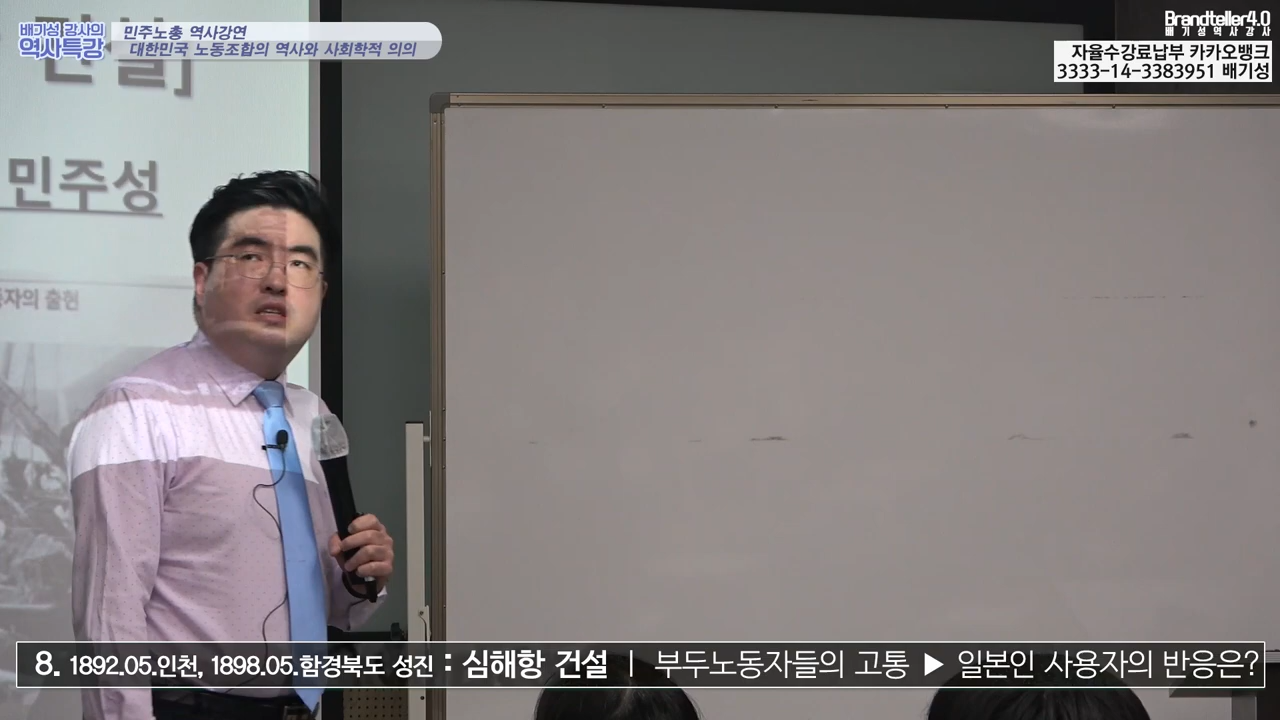 배기성 강사의
역사특강
민주노총 역사강연
대한민국 노동조합의 역사와 사회학적 의의
Brandteller4.0
배기성역사강사
자율수강료납부 카카오뱅크
3333-14-3383951 배기성
건설]
민주성
동자의 출현
8. 1892.05.인천, 1898.05.함경북도 성진 : 심해항 건설 ㅣ 부두노동자들의 고통 ▶ 일본인 사용자의 반응은?